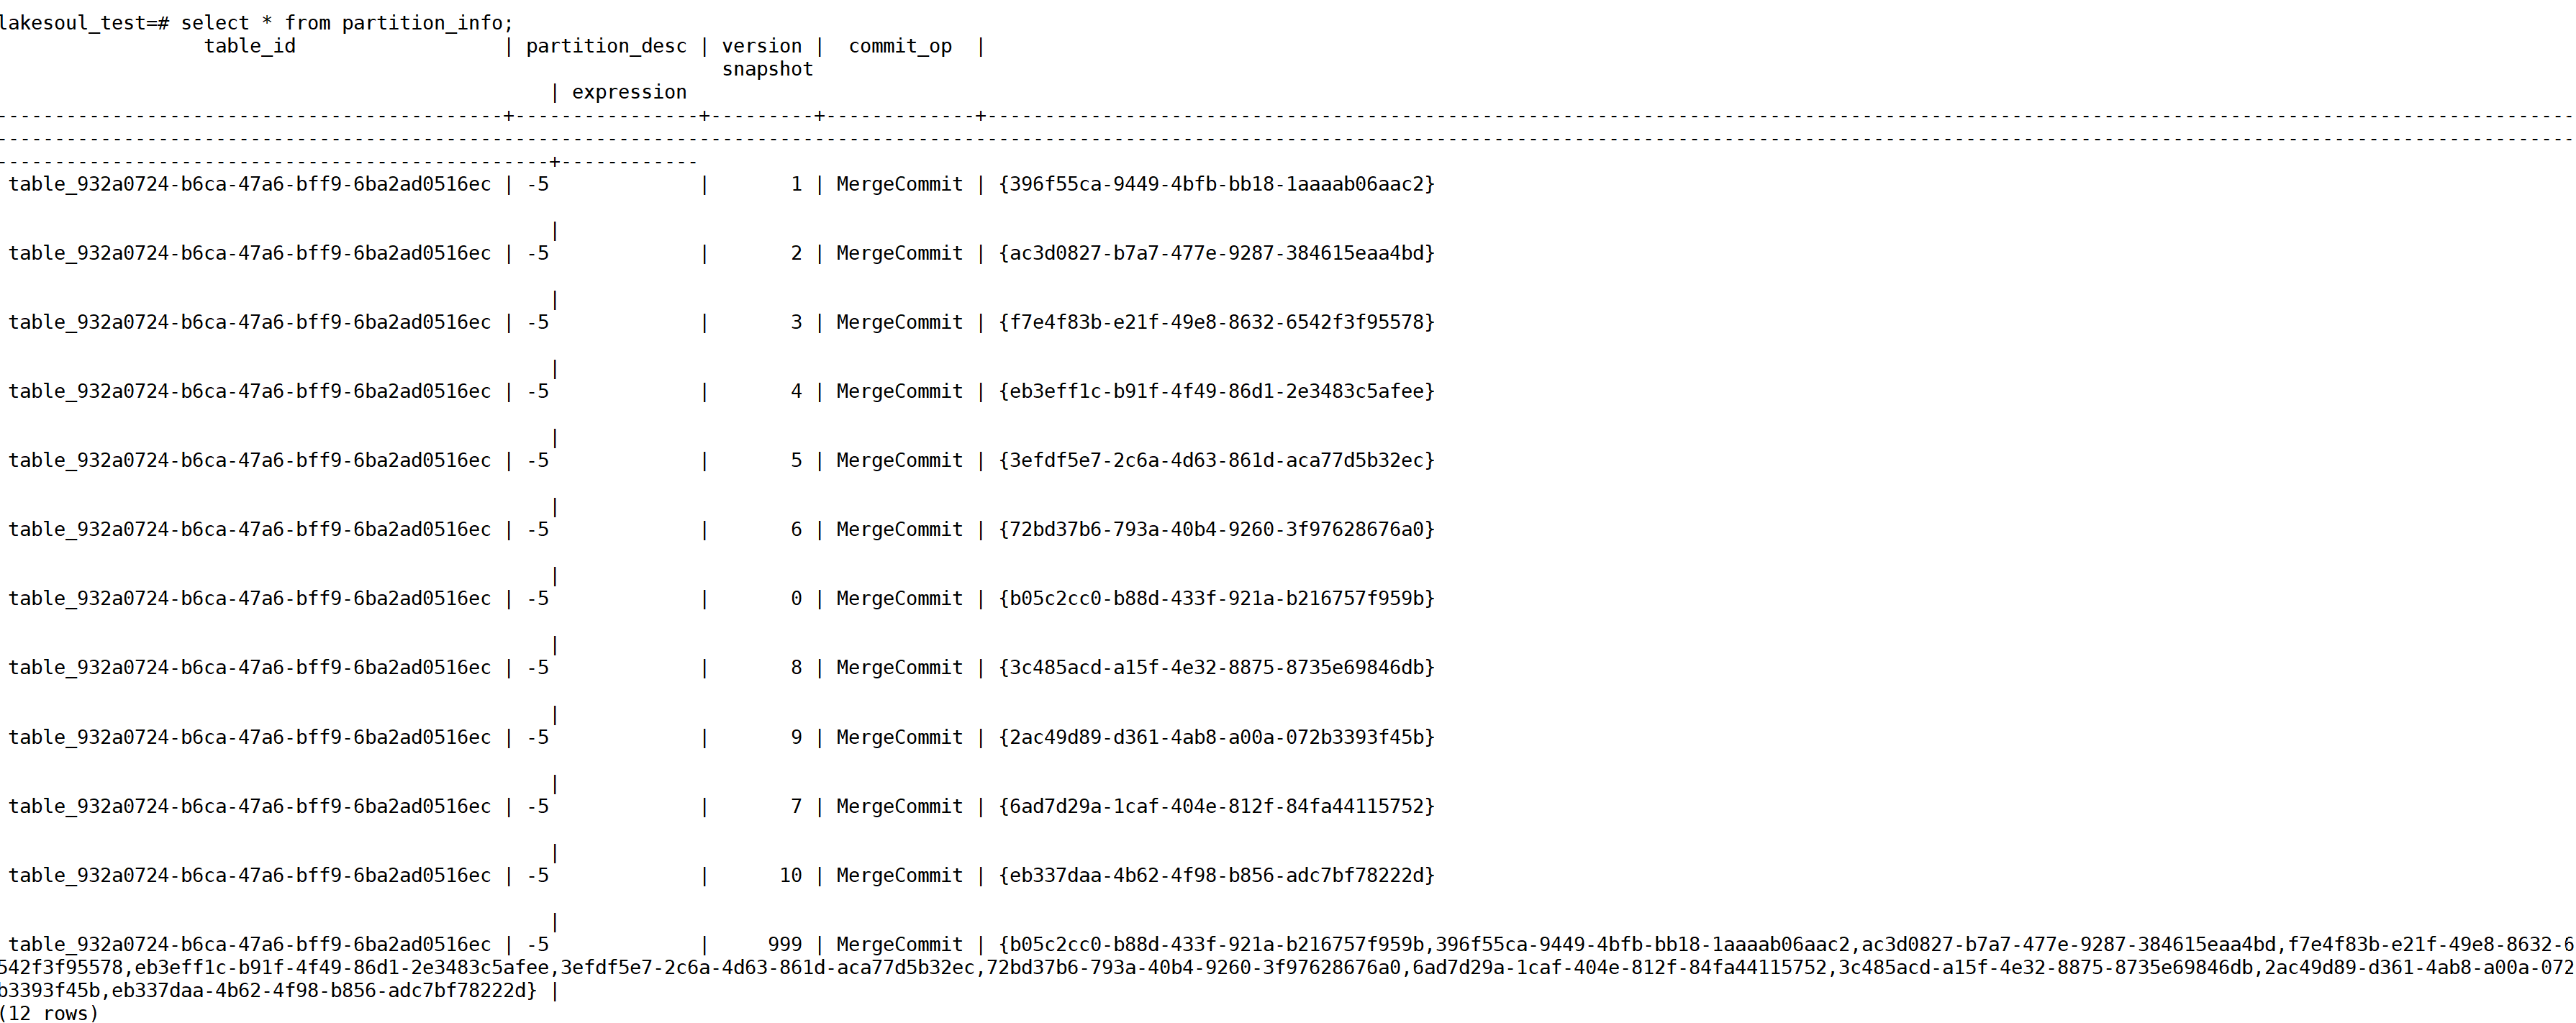 lakesoul_test=# select * from partition_info;
table_id | partition_desc | version | commit_op |
snapshot
| expression
-------------------------------------------+----------------+---------+-------------+------------------------------------------------------------------------------------------------------------------------------------------
--------------------------------------------------------------------------------------------------------------------------------------------------------------------------------------------------------------------------------
------------------------------------------------+------------
table_932a0724-b6ca-47a6-bff9-6ba2ad0516ec | -5 | 1 | MergeCommit | {396f55ca-9449-4bfb-bb18-1aaaab06aac2}
|
table_932a0724-b6ca-47a6-bff9-6ba2ad0516ec | -5 | 2 | MergeCommit | {ac3d0827-b7a7-477e-9287-384615eaa4bd}
|
table_932a0724-b6ca-47a6-bff9-6ba2ad0516ec | -5 | 3 | MergeCommit | {f7e4f83b-e21f-49e8-8632-6542f3f95578}
|
table_932a0724-b6ca-47a6-bff9-6ba2ad0516ec | -5 | 4 | MergeCommit | {eb3eff1c-b91f-4f49-86d1-2e3483c5afee}
|
table_932a0724-b6ca-47a6-bff9-6ba2ad0516ec | -5 | 5 | MergeCommit | {3efdf5e7-2c6a-4d63-861d-aca77d5b32ec}
|
table_932a0724-b6ca-47a6-bff9-6ba2ad0516ec | -5 | 6 | MergeCommit | {72bd37b6-793a-40b4-9260-3f97628676a0}
|
table_932a0724-b6ca-47a6-bff9-6ba2ad0516ec | -5 | 0 | MergeCommit | {b05c2cc0-b88d-433f-921a-b216757f959b}
|
table_932a0724-b6ca-47a6-bff9-6ba2ad0516ec | -5 | 8 | MergeCommit | {3c485acd-a15f-4e32-8875-8735e69846db}
|
table_932a0724-b6ca-47a6-bff9-6ba2ad0516ec | -5 | 9 | MergeCommit | {2ac49d89-d361-4ab8-a00a-072b3393f45b}
|
table_932a0724-b6ca-47a6-bff9-6ba2ad0516ec | -5 | 7 | MergeCommit | {6ad7d29a-1caf-404e-812f-84fa44115752}
|
table_932a0724-b6ca-47a6-bff9-6ba2ad0516ec | -5 | 10 | MergeCommit | {eb337daa-4b62-4f98-b856-adc7bf78222d}
|
table_932a0724-b6ca-47a6-bff9-6ba2ad0516ec | -5 | 999 | MergeCommit | {b05c2cc0-b88d-433f-921a-b216757f959b,396f55ca-9449-4bfb-bb18-1aaaab06aac2,ac3d0827-b7a7-477e-9287-384615eaa4bd,f7e4f83b-e21f-49e8-8632-6
542f3f95578,eb3eff1c-b91f-4f49-86d1-2e3483c5afee,3efdf5e7-2c6a-4d63-861d-aca77d5b32ec,72bd37b6-793a-40b4-9260-3f97628676a0,6ad7d29a-1caf-404e-812f-84fa44115752,3c485acd-a15f-4e32-8875-8735e69846db,2ac49d89-d361-4ab8-a00a-072
b3393f45b,eb337daa-4b62-4f98-b856-adc7bf78222d} |
(12 rows)